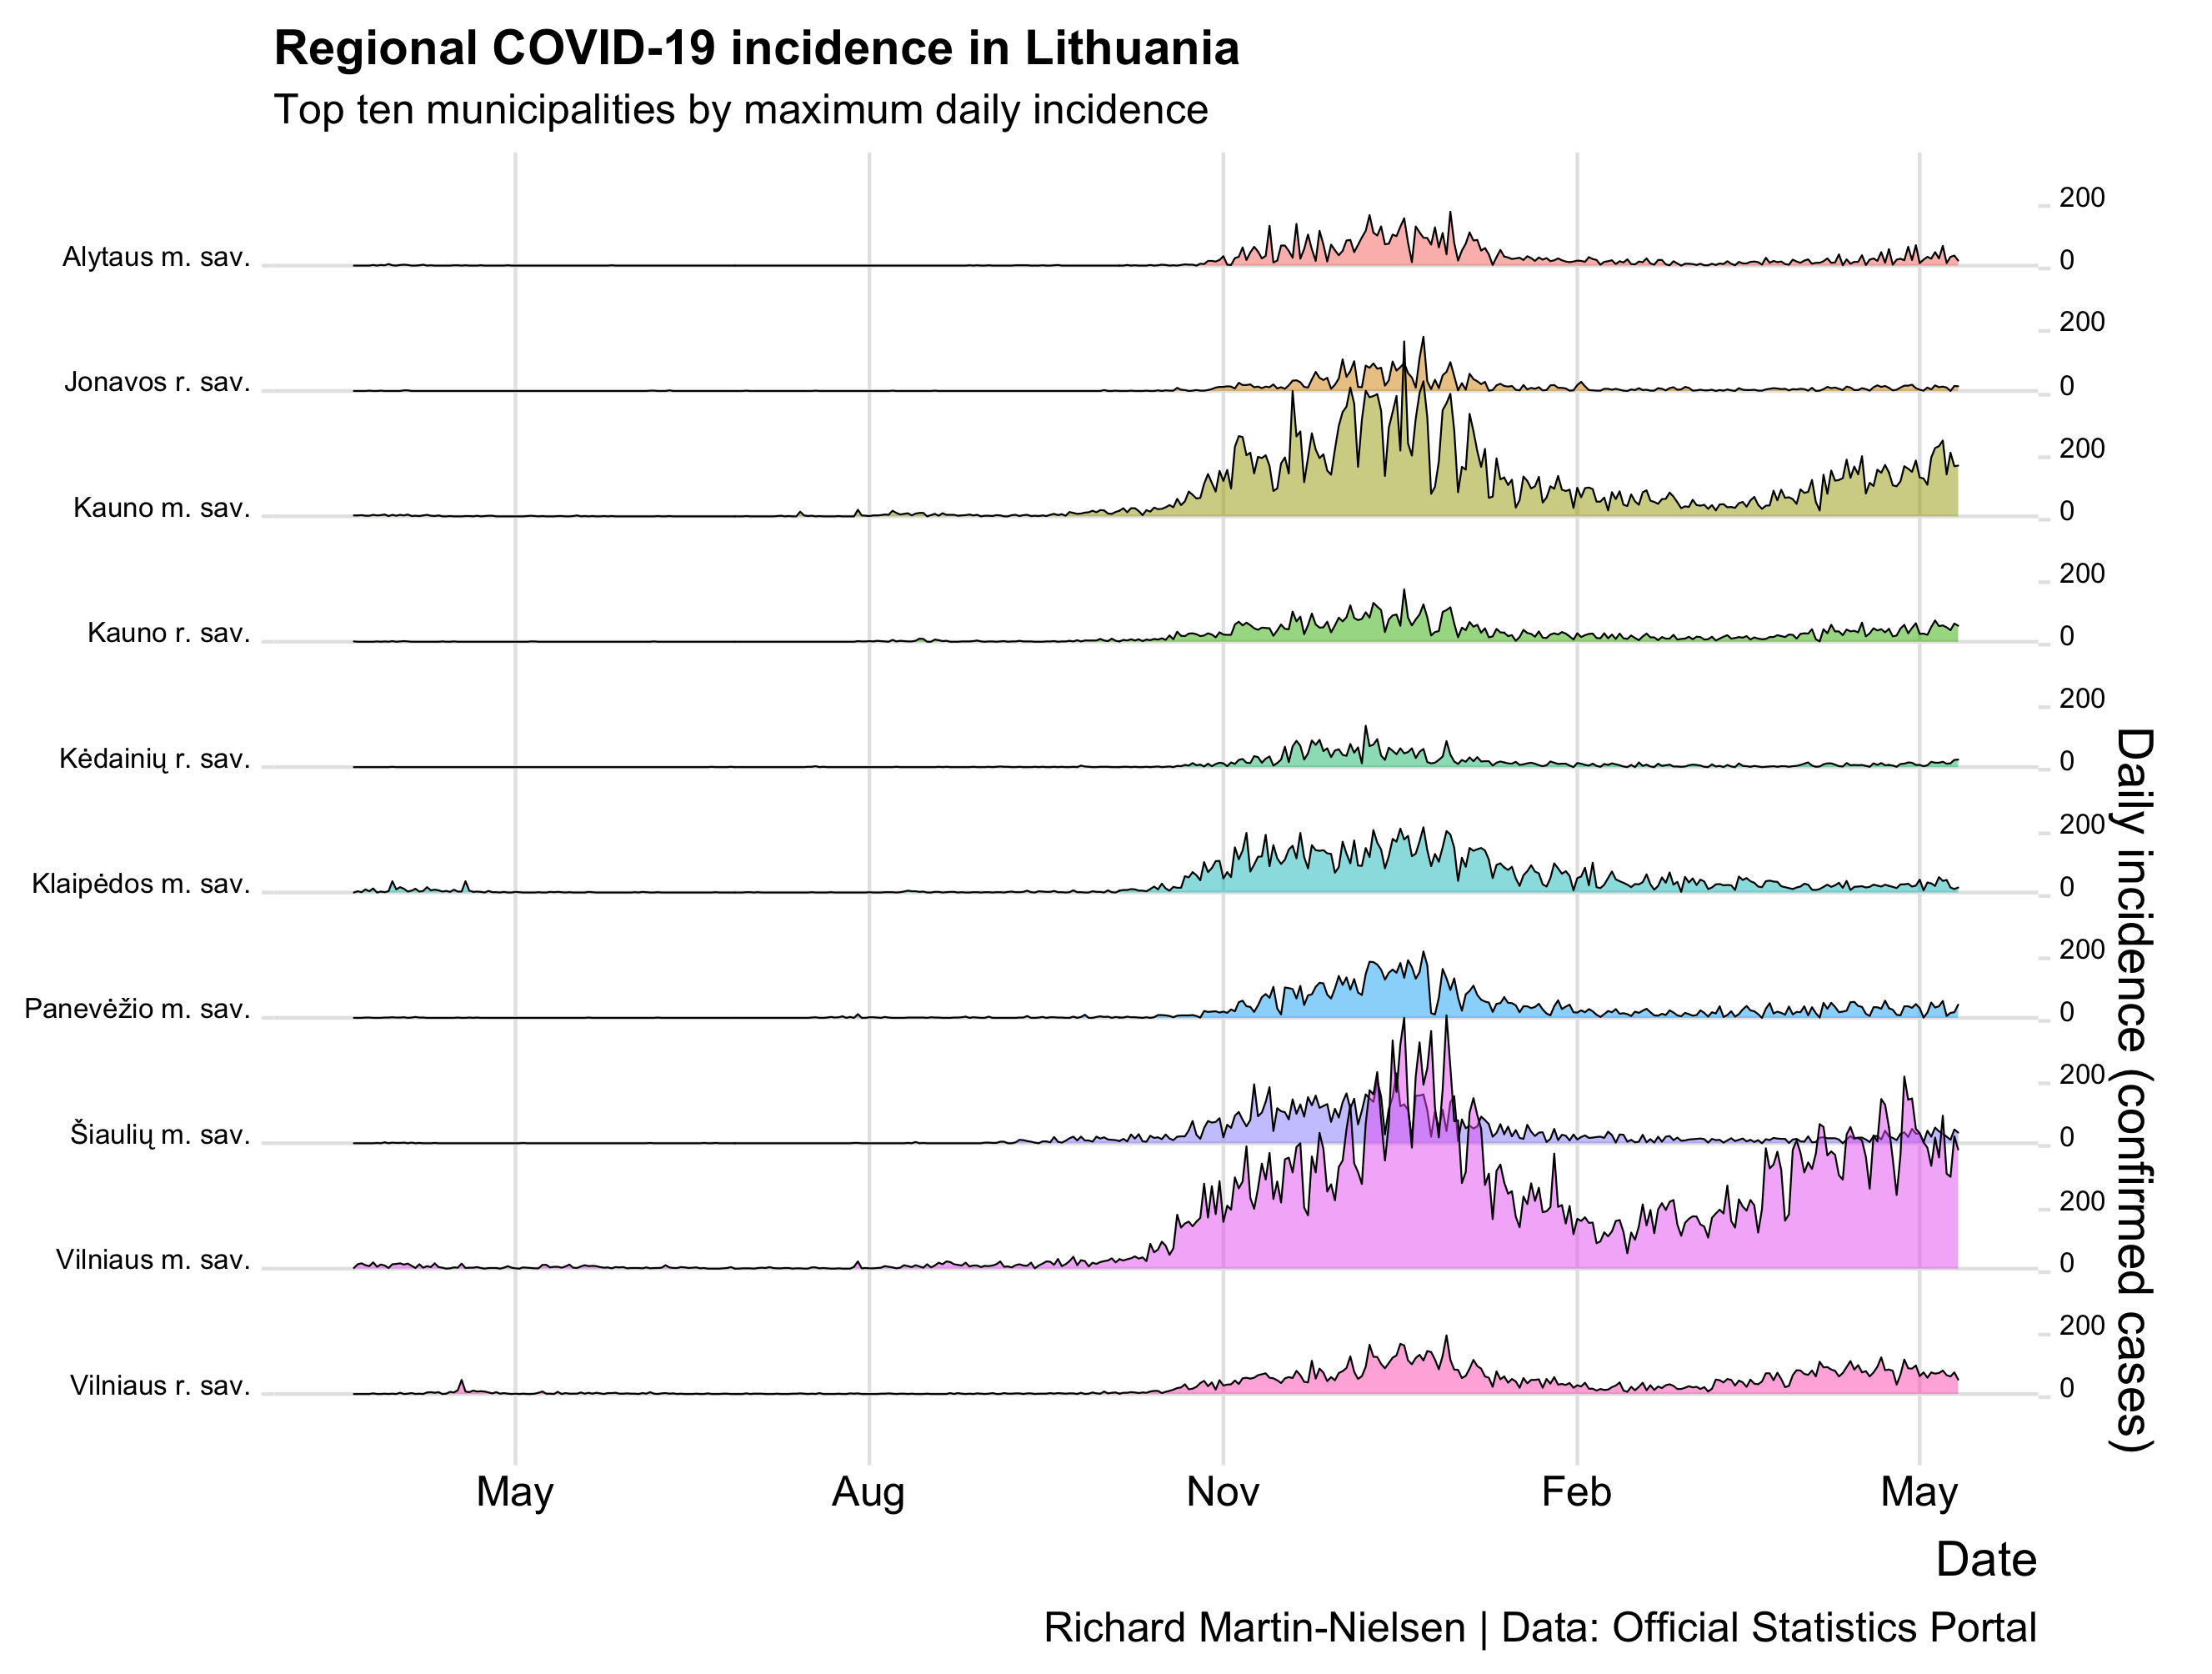 Regional COVID-19 incidence in Lithuania
Top ten municipalities by maximum daily incidence
Alytaus m. sav.
200
0
Jonavos r. sav.
200
0
Kauno m. sav.
200
0
Kauno r. sav.
200
0
Kėdainių r. sav.
200
0
Klaipėdos m. sav.
200
0
Panevėžio m. sav.
200
0
Šiaulių m. sav.
200
0
Vilniaus m. sav.
200
0
Vilniaus r. sav.
200
0
Daily incidence (confirmed cases)
May
Aug
Nov
Feb
May
Date
Richard Martin-Nielsen | Data: Official Statistics Portal